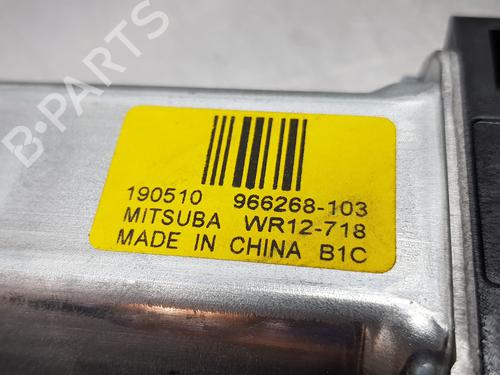 B-PARTS
190510 966268-103
MITSUBA WR12-718
MADE IN CHINA B1C